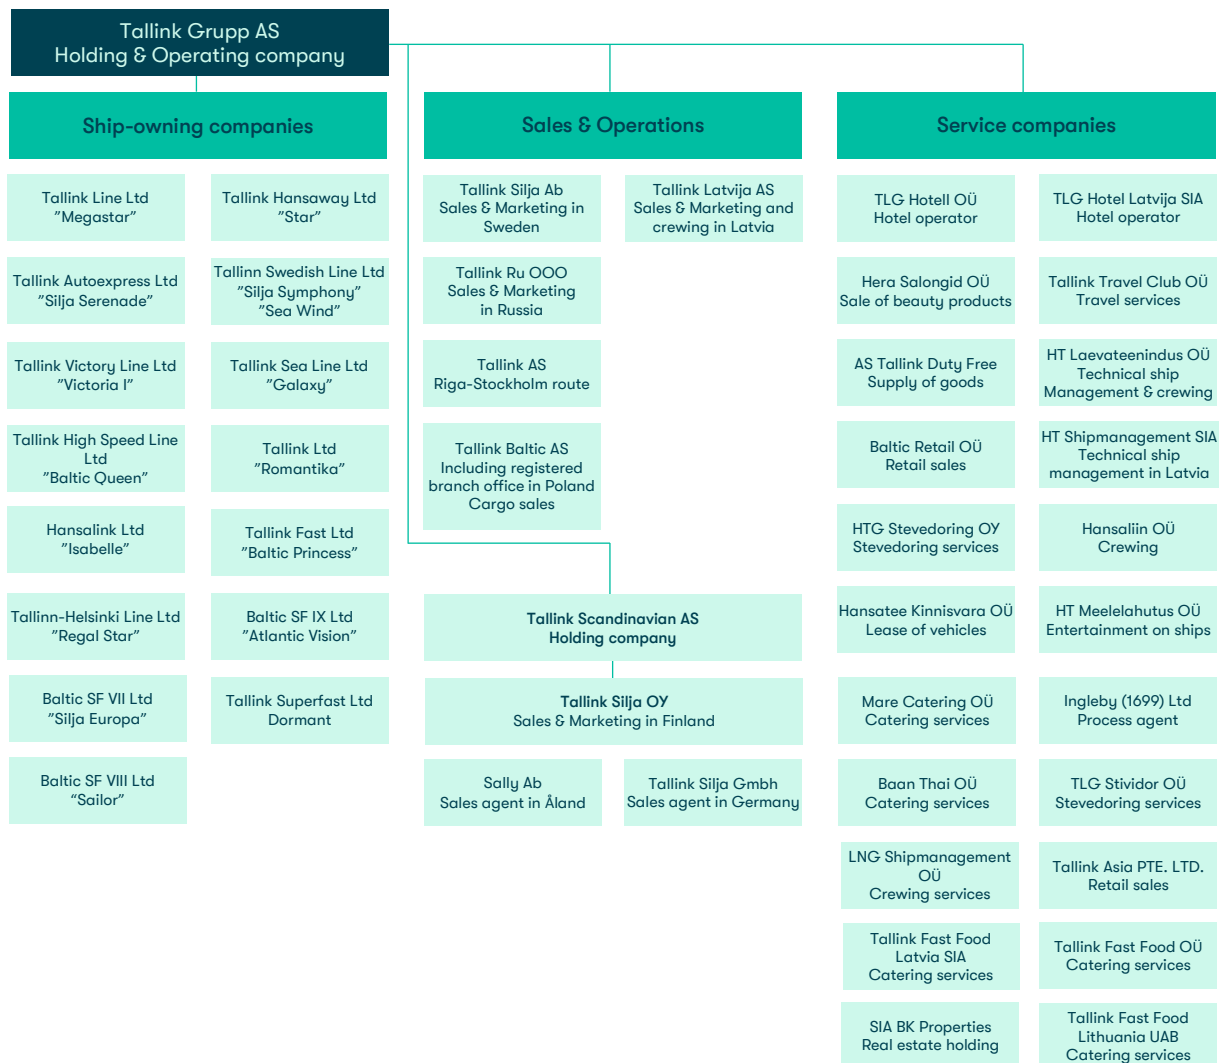 Tallink Grupp AS
Holding & Operating company
Ship-owning companies
Tallink Line Ltd
”Megastar”
Tallink Hansaway Ltd
”Star”
Tallink Autoexpress Ltd
”Silja Serenade”
Tallinn Swedish Line Ltd
”Silja Symphony”
”Sea Wind”
Tallink Victory Line Ltd
”Victoria I”
Tallink Sea Line Ltd
”Galaxy”
Tallink High Speed Line
Ltd
”Baltic Queen”
Tallink Ltd
”Romantika”
Hansalink Ltd
”Isabelle”
Tallink Fast Ltd
”Baltic Princess”
Tallinn-Helsinki Line Ltd
”Regal Star”
Baltic SF IX Ltd
”Atlantic Vision”
Baltic SF VII Ltd
”Silja Europa”
Tallink Superfast Ltd
Dormant
Baltic SF VIII Ltd
“Sailor”
Sales & Operations
Tallink Silja Ab
Sales & Marketing in
Sweden
Tallink Latvija AS
Sales & Marketing and
crewing in Latvia
Tallink Ru OOO
Sales & Marketing
in Russia
Tallink AS
Riga-Stockholm route
Tallink Baltic AS
Including registered
branch office in Poland
Cargo sales
Tallink Scandinavian AS
Holding company
Tallink Silja OY
Sales & Marketing in Finland
Sally Ab
Sales agent in Åland
Tallink Silja Gmbh
Sales agent in Germany
Service companies
TLG Hotell OÜ
Hotel operator
TLG Hotel Latvija SIA
Hotel operator
Hera Salongid OÜ
Sale of beauty products
Tallink Travel Club OÜ
Travel services
AS Tallink Duty Free
Supply of goods
HT Laevateenindus OÜ
Technical ship
Management & crewing
Baltic Retail OÜ
Retail sales
HT Shipmanagement SIA
Technical ship
management in Latvia
HTG Stevedoring OY
Stevedoring services
Hansaliin OÜ
Crewing
Hansatee Kinnisvara OÜ
Lease of vehicles
HT Meelelahutus OÜ
Entertainment on ships
Mare Catering OÜ
Catering services
Ingleby (1699) Ltd
Process agent
Baan Thai OÜ
Catering services
TLG Stividor OÜ
Stevedoring services
LNG Shipmanagement
OÜ
Crewing services
Tallink Asia PTE. LTD.
Retail sales
Tallink Fast Food
Latvia SIA
Catering services
Tallink Fast Food OÜ
Catering services
SIA BK Properties
Real estate holding
Tallink Fast Food
Lithuania UAB
Catering services